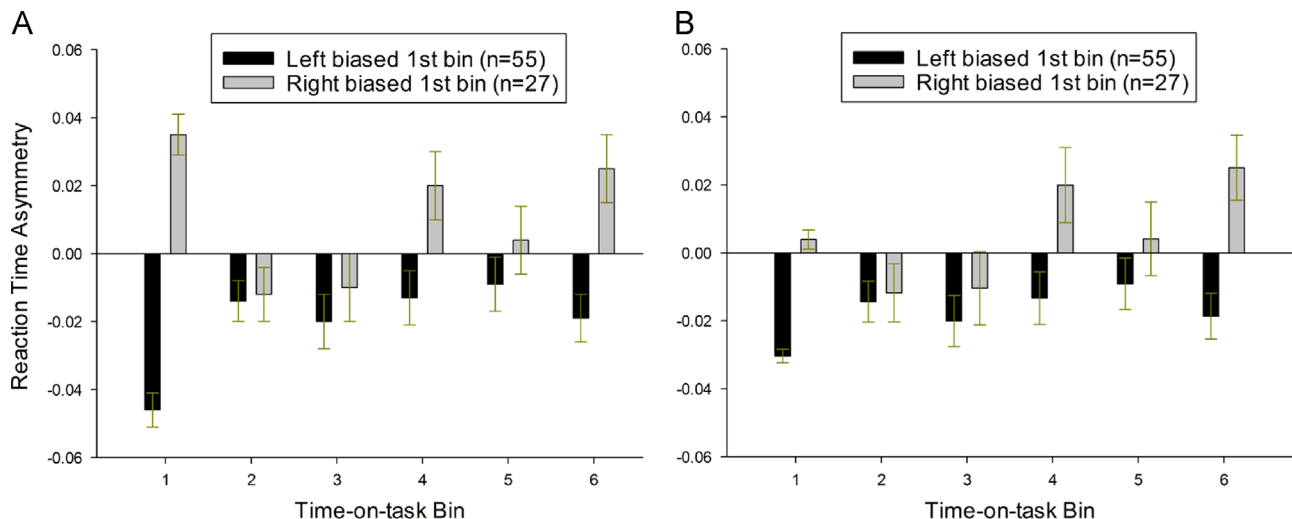 A
Left biased 1st bin (n=55)
Right biased 1st bin (n=27)
Reaction Time Asymmetry
0.06
0.04
0.02
0.00
-0.02
-0.04
-0.06
1 2 3 4 5 6
Time-on-task Bin
B
Left biased 1st bin (n=55)
Right biased 1st bin (n=27)
0.06
0.04
0.02
0.00
-0.02
-0.04
-0.06
1 2 3 4 5 6
Time-on-task Bin